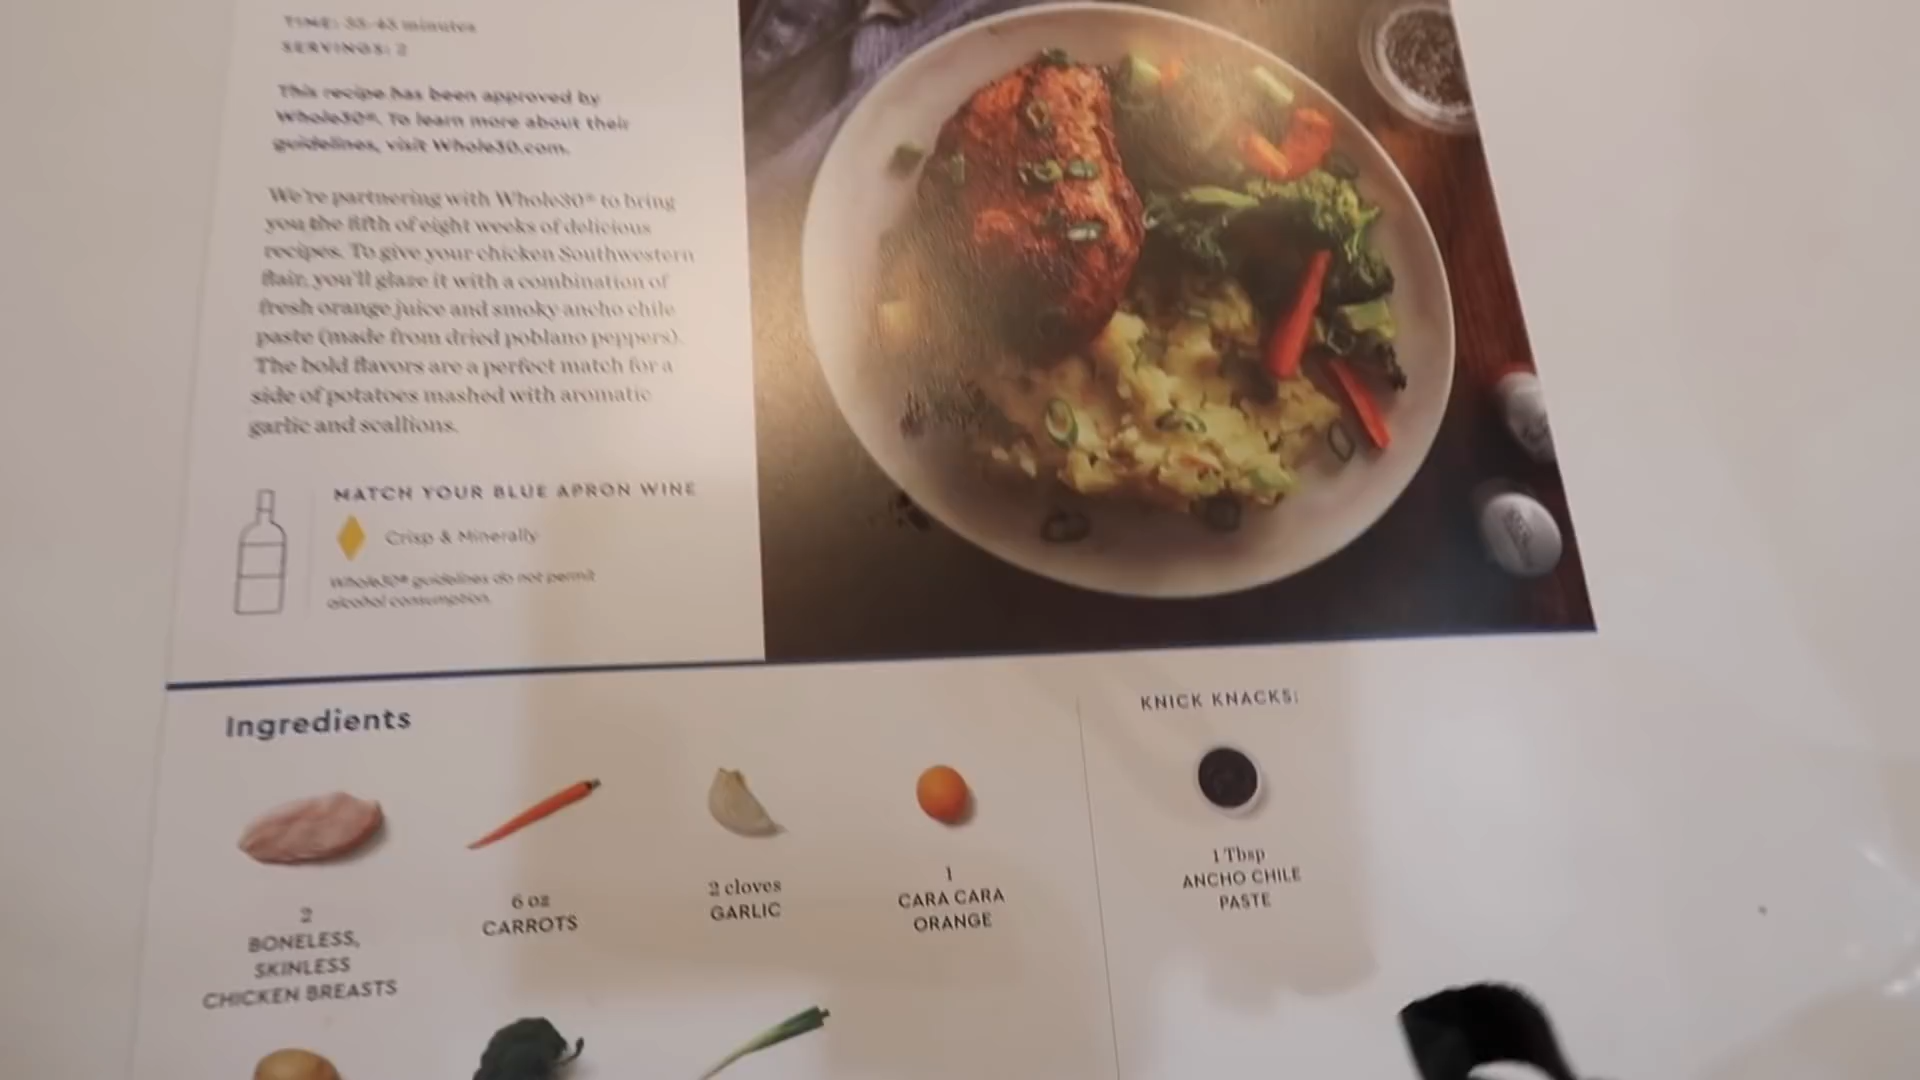 TIME: 35-45 minutes
SERVINGS: 2
This recipe has been approved by
Whole30®. To learn more about their
guidelines, visit Whole30.com.
We're partnering with Whole30® to bring
you the fifth of eight weeks of delicious
recipes. To give your chicken Southwestern
flair, you'll glaze it with a combination of
fresh orange juice and smoky ancho chile
paste (made from dried poblano peppers).
The bold flavors are a perfect match for a
side of potatoes mashed with aromatic
garlic and scallions.
MATCH YOUR BLUE APRON WINE
Crisp & Minerally
Whole30® guidelines do not permit
alcohol consumption.
Ingredients
2
BONELESS,
SKINLESS
CHICKEN BREASTS
6 oz
CARROTS
2 cloves
GARLIC
1
CARA CARA
ORANGE
KNICK KNACKS:
1 Tbsp
ANCHO CHILE
PASTE